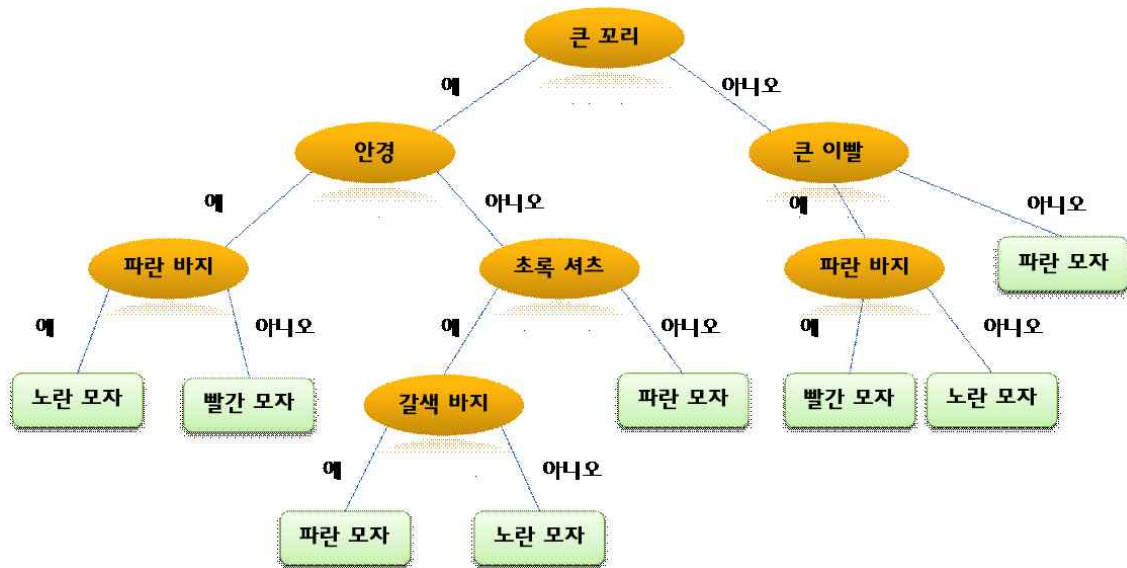 큰 꼬리
예
아니오
안경
큰 이빨
예
아니오
예
아니오
파란 바지
초록 셔츠
파란 바지
파란 모자
예
아니오
예
아니오
예
아니오
노란 모자
빨간 모자
갈색 바지
파란 모자
빨간 모자
노란 모자
예
아니오
파란 모자
노란 모자